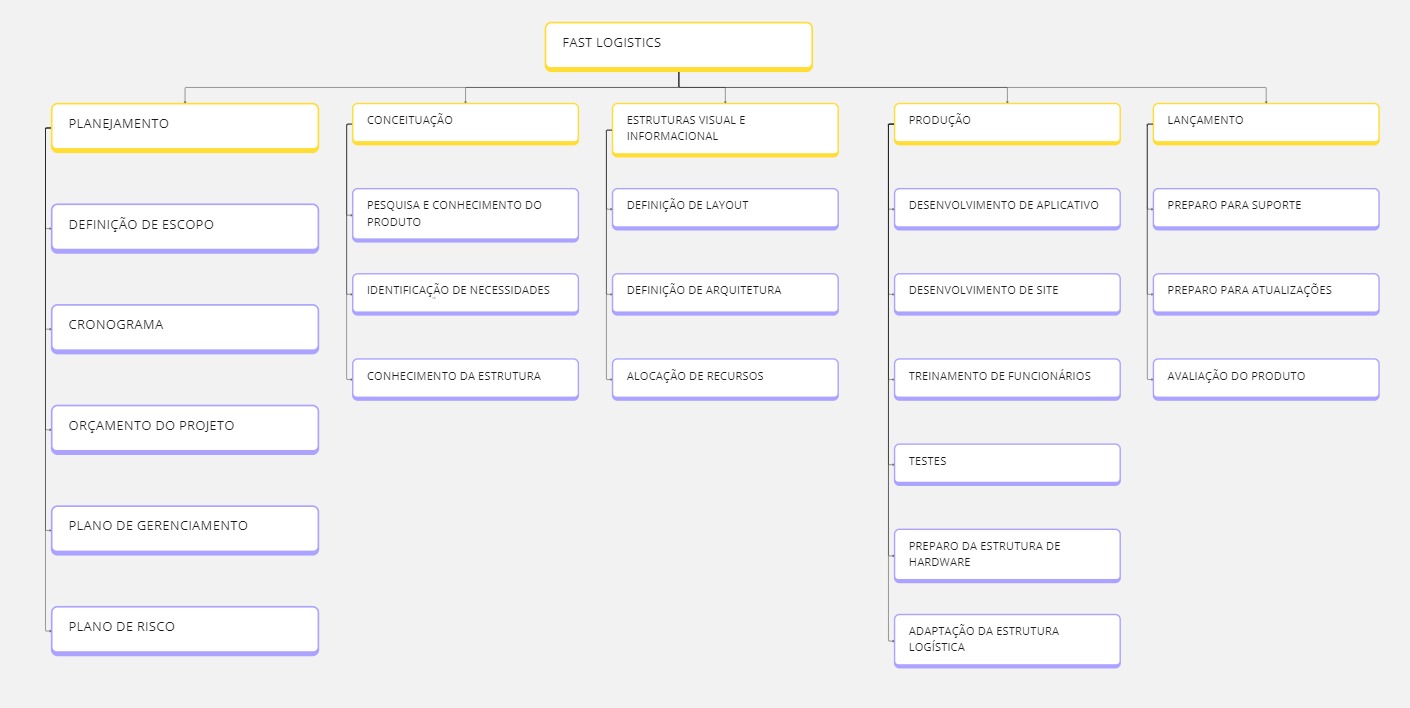 FAST LOGISTICS
PLANEJAMENTO
DEFINIÇÃO DE ESCOPO
CRONOGRAMA
ORÇAMENTO DO PROJETO
PLANO DE GERENCIAMENTO
PLANO DE RISCO
CONCEITUAÇÃO
PESQUISA E CONHECIMENTO DO
PRODUTO
IDENTIFICAÇÃO DE NECESSIDADES
CONHECIMENTO DA ESTRUTURA
ESTRUTURAS VISUAL E
INFORMACIONAL
DEFINIÇÃO DE LAYOUT
DEFINIÇÃO DE ARQUITETURA
ALOCAÇÃO DE RECURSOS
PRODUÇÃO
DESENVOLVIMENTO DE APLICATIVO
DESENVOLVIMENTO DE SITE
TREINAMENTO DE FUNCIONÁRIOS
TESTES
PREPARO DA ESTRUTURA DE
HARDWARE
ADAPTAÇÃO DA ESTRUTURA
LOGÍSTICA
LANÇAMENTO
PREPARO PARA SUPORTE
PREPARO PARA ATUALIZAÇÕES
AVALIAÇÃO DO PRODUTO